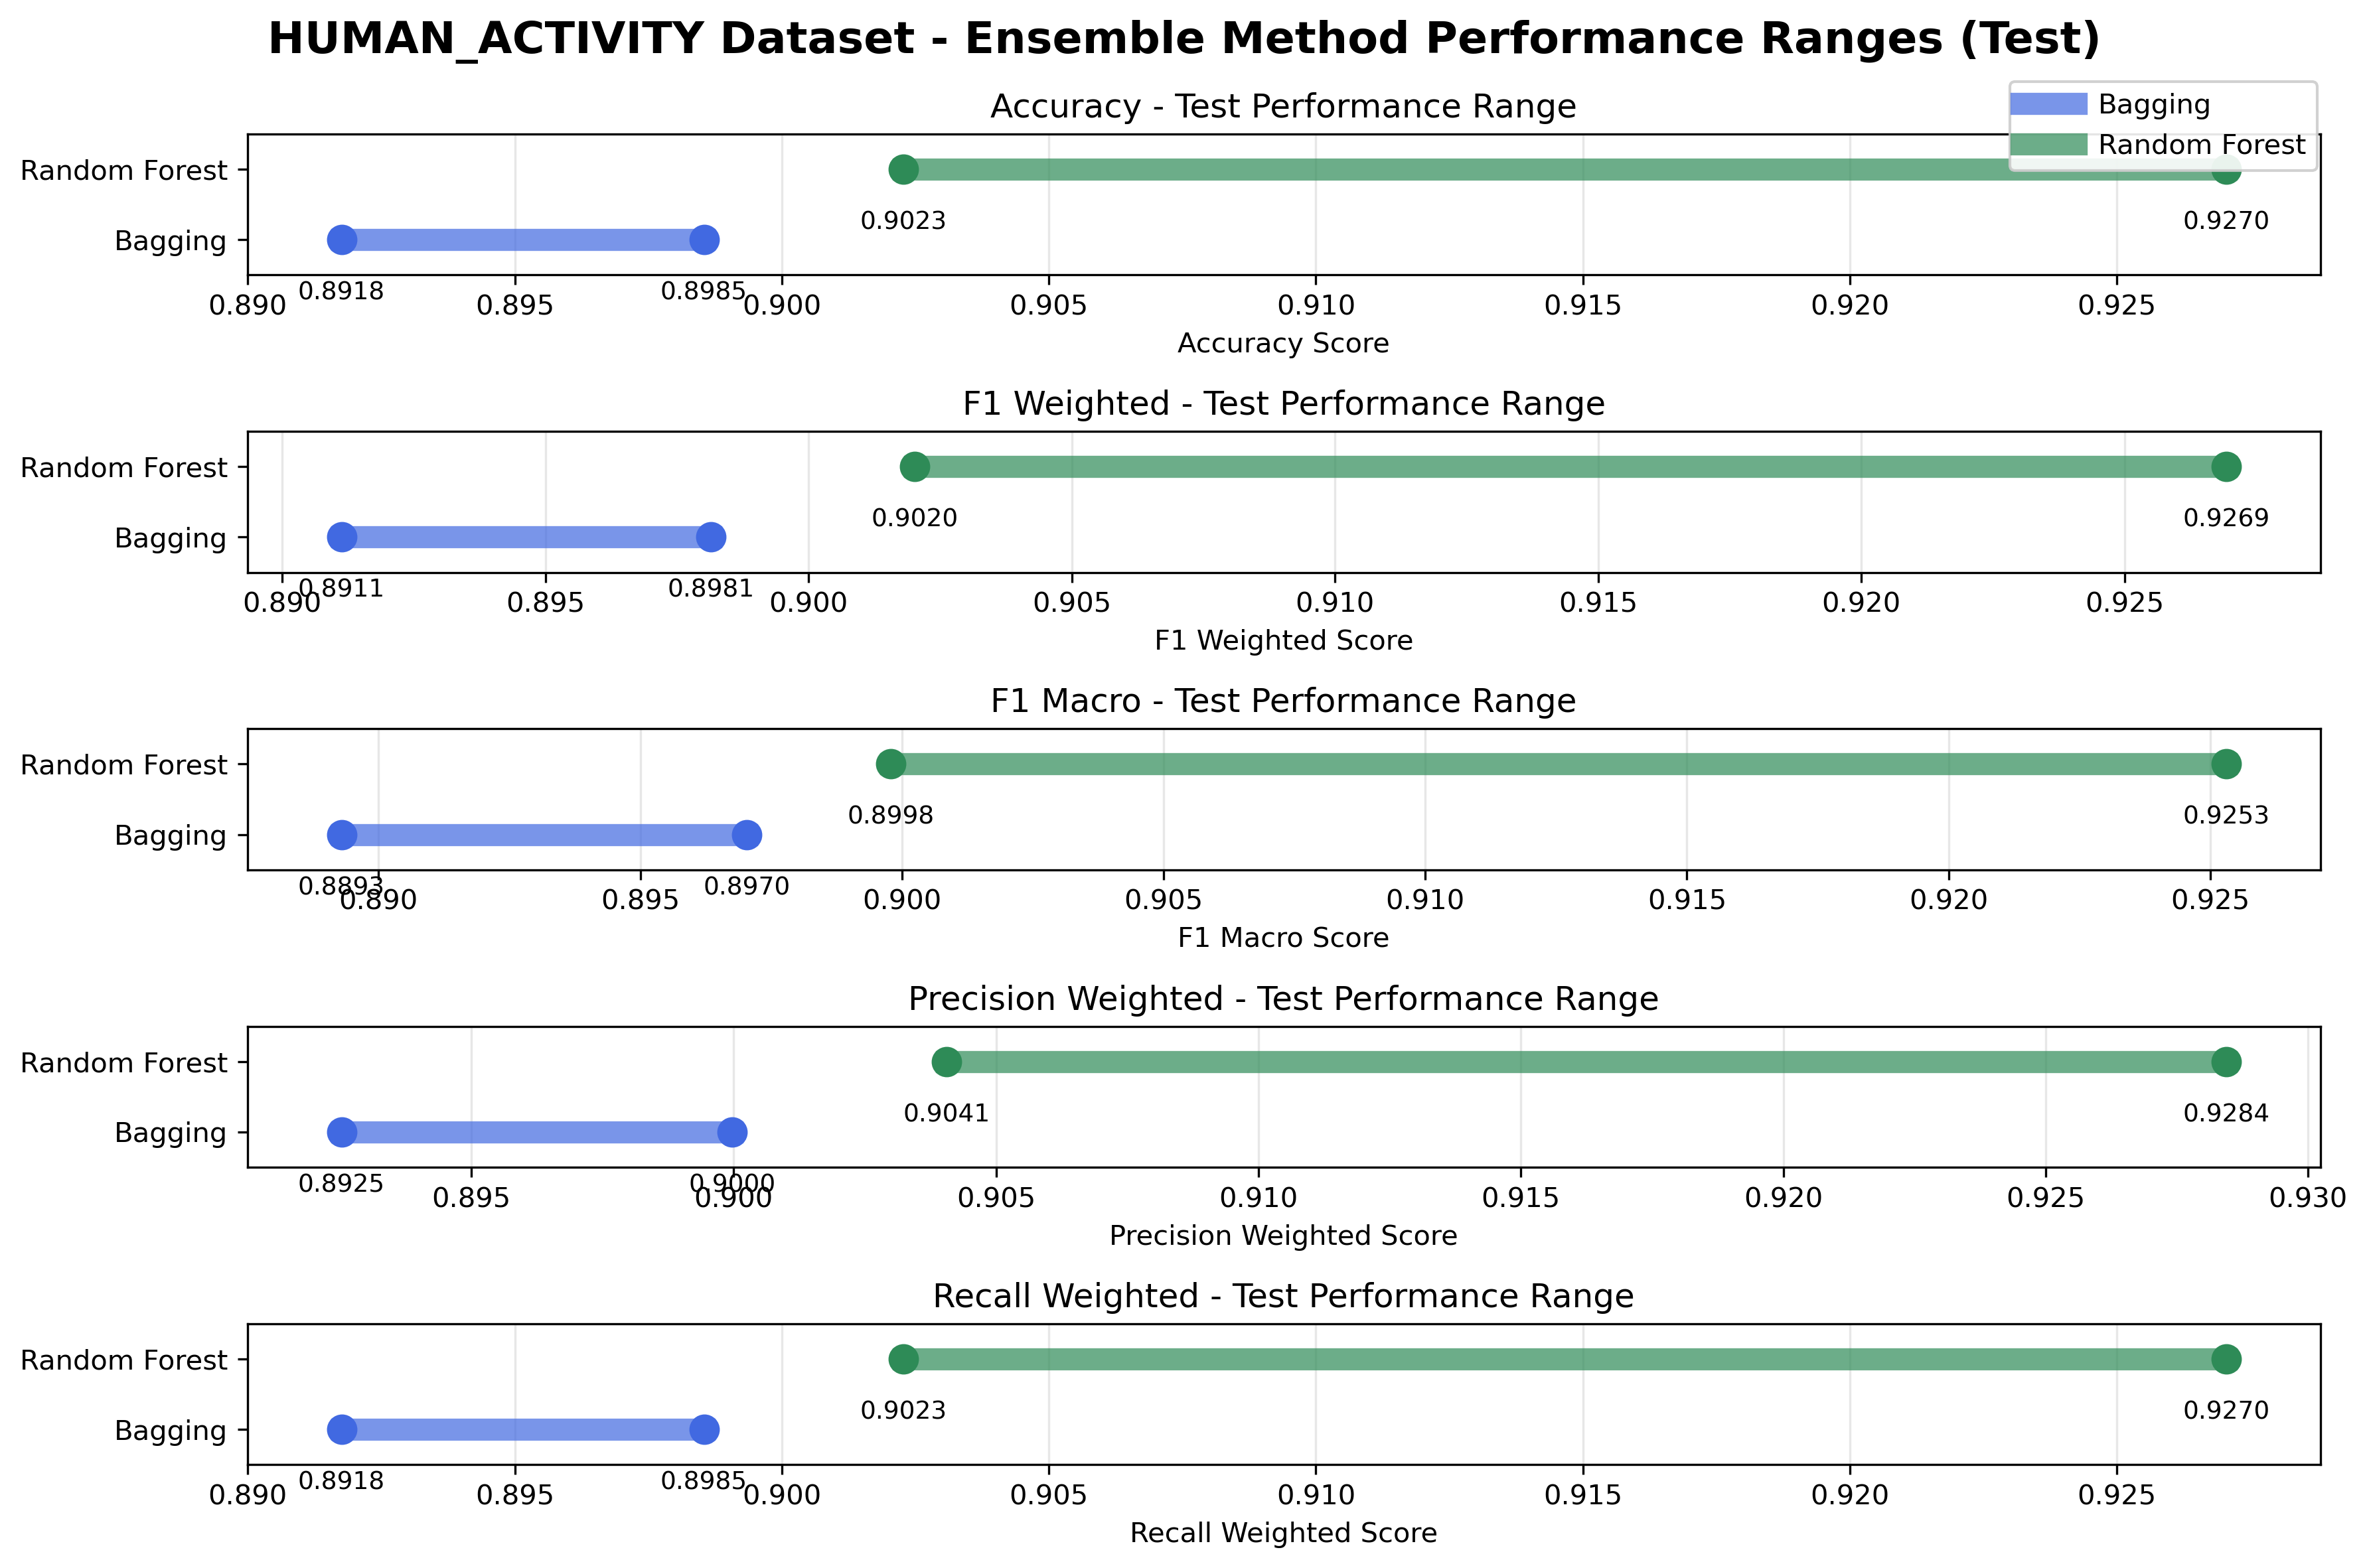 HUMAN_ACTIVITY Dataset - Ensemble Method Performance Ranges (Test)
Accuracy - Test Performance Range
Bagging
Random Forest
Random Forest
0.9023 0.9270
Bagging
0.8918 0.8985
0.890 0.895 0.900 0.905 0.910 0.915 0.920 0.925
Accuracy Score
F1 Weighted - Test Performance Range
Random Forest
0.9020 0.9269
Bagging
0.8911 0.8981
0.890 0.895 0.900 0.905 0.910 0.915 0.920 0.925
F1 Weighted Score
F1 Macro - Test Performance Range
Random Forest
0.8998 0.9253
Bagging
0.8893 0.8970
0.890 0.895 0.900 0.905 0.910 0.915 0.920 0.925
F1 Macro Score
Precision Weighted - Test Performance Range
Random Forest
0.9041 0.9284
Bagging
0.8925 0.9000
0.895 0.900 0.905 0.910 0.915 0.920 0.925 0.930
Precision Weighted Score
Recall Weighted - Test Performance Range
Random Forest
0.9023 0.9270
Bagging
0.8918 0.8985
0.890 0.895 0.900 0.905 0.910 0.915 0.920 0.925
Recall Weighted Score